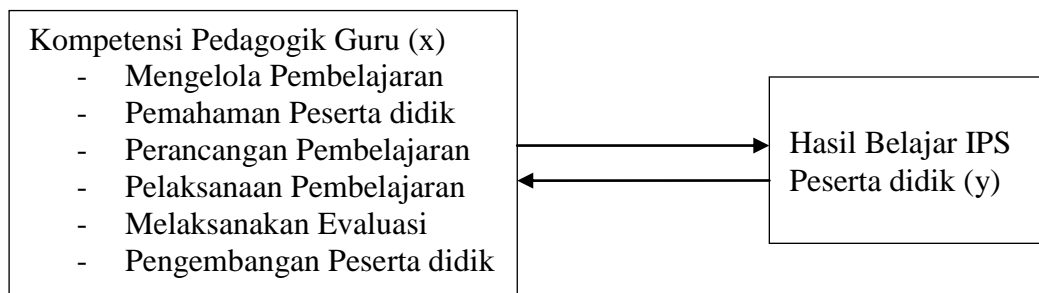 Kompetensi Pedagogik Guru (x)
- Mengelola Pembelajaran
- Pemahaman Peserta didik
- Perancangan Pembelajaran
- Pelaksanaan Pembelajaran
- Melaksanakan Evaluasi
- Pengembangan Peserta didik
Hasil Belajar IPS
Peserta didik (y)